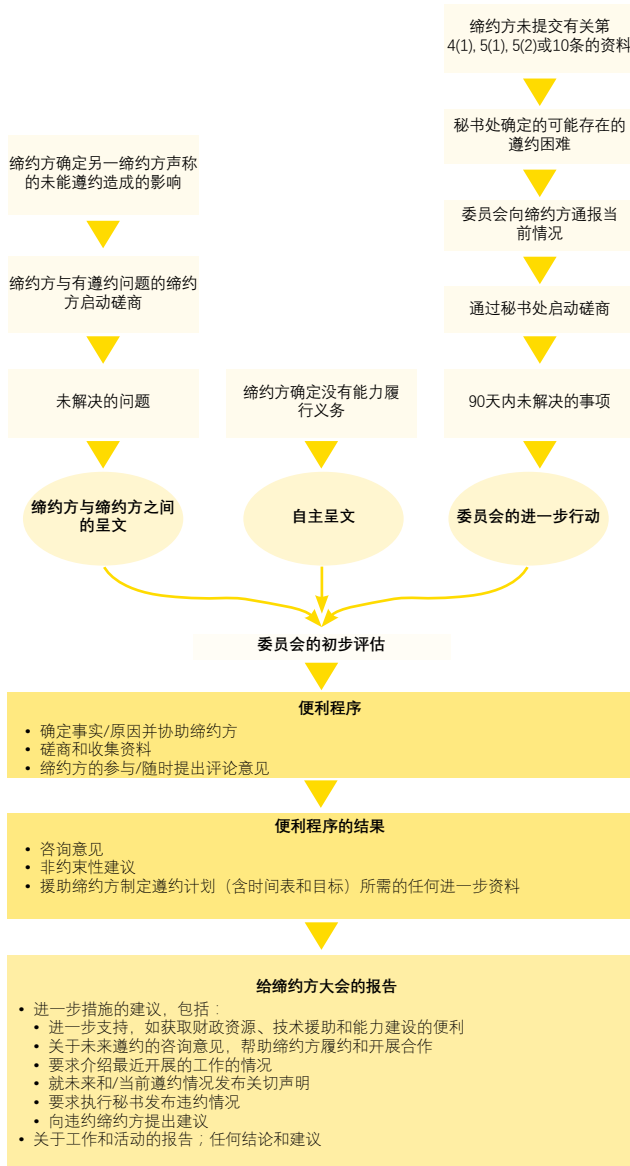 缔约方未提交有关第
4(1), 5(1), 5(2)或10条的资料
秘书处确定的可能存在的
遵约困难
缔约方确定另一缔约方声称
的未能遵约造成的影响
委员会向缔约方通报当
前情况
缔约方与有遵约问题的缔约
方启动磋商
通过秘书处启动磋商
未解决的问题
缔约方确定没有能力履
行义务
90天内未解决的事项
缔约方与缔约方之间
的呈文
自主呈文
委员会的进一步行动
委员会的初步评估
便利程序
• 确定事实/原因并协助缔约方
• 磋商和收集资料
• 缔约方的参与/随时提出评论意见
便利程序的结果
• 咨询意见
• 非约束性建议
• 援助缔约方制定遵约计划（含时间表和目标）所需的任何进一步资料
给缔约方大会的报告
• 进一步措施的建议，包括：
• 进一步支持，如获取财政资源、技术援助和能力建设的便利
• 关于未来遵约的咨询意见，帮助缔约方履约和开展合作
• 要求介绍最近开展的工作的情况
• 就未来和/当前遵约情况发布关切声明
• 要求执行秘书发布违约情况
• 向违约缔约方提出建议
• 关于工作和活动的报告；任何结论和建议